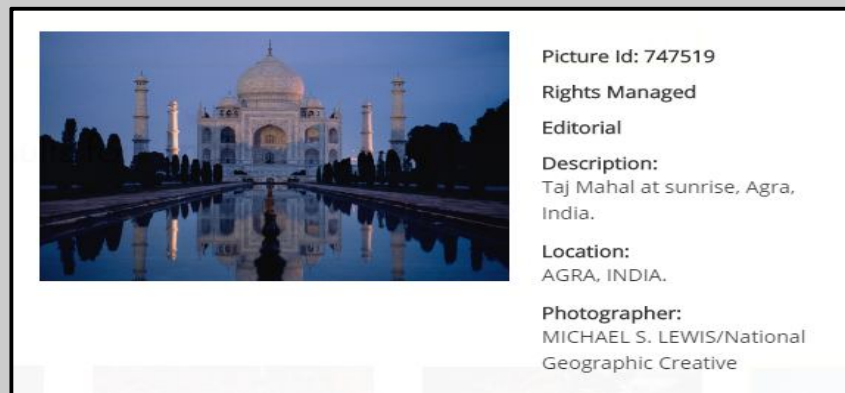 Picture Id: 747519
Rights Managed
Editorial
Description:
Taj Mahal at sunrise, Agra,
India.
Location:
AGRA, INDIA.
Photographer:
MICHAEL S. LEWIS/National
Geographic Creative